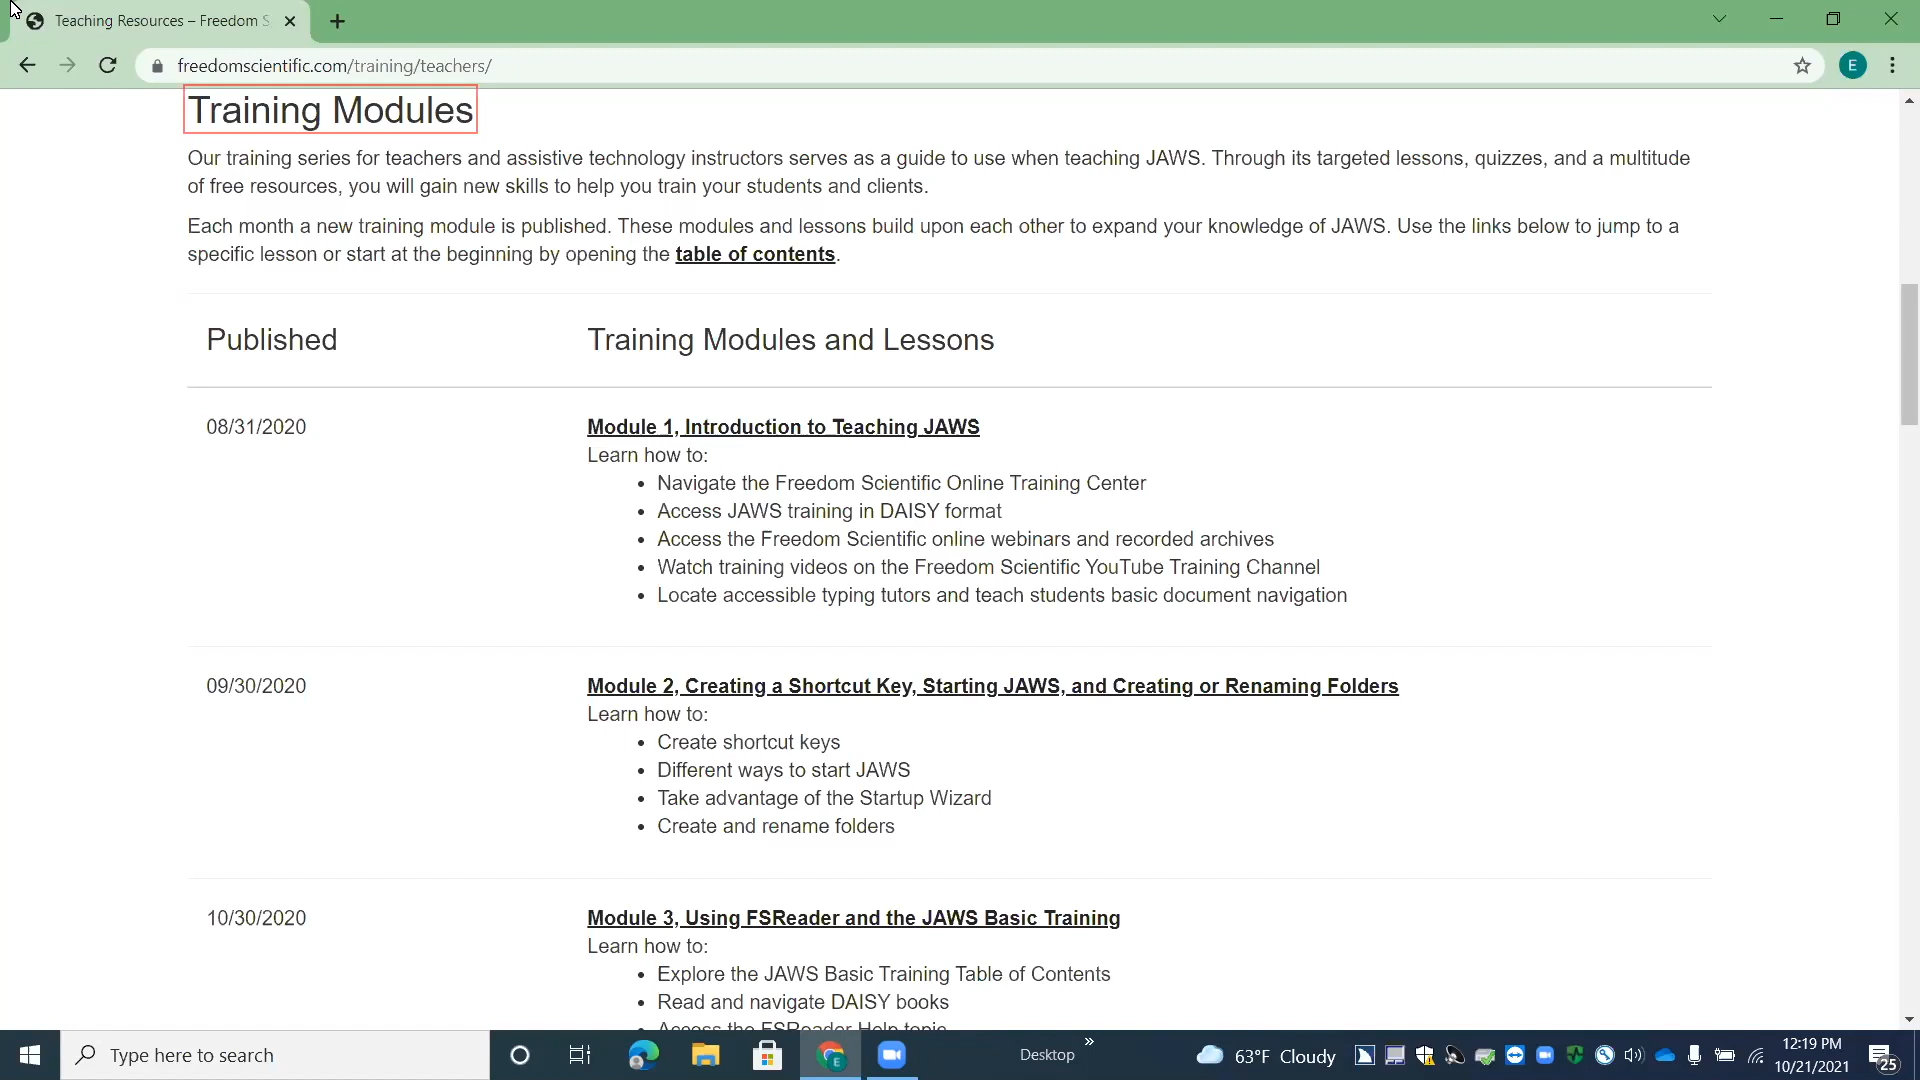 Teaching Resources – Freedom S
freedomscientific.com/training/teachers/
E
Training Modules
Our training series for teachers and assistive technology instructors serves as a guide to use when teaching JAWS. Through its targeted lessons, quizzes, and a multitude
of free resources, you will gain new skills to help you train your students and clients.
Each month a new training module is published. These modules and lessons build upon each other to expand your knowledge of JAWS. Use the links below to jump to a
specific lesson or start at the beginning by opening the table of contents.
Published Training Modules and Lessons
08/31/2020 Module 1, Introduction to Teaching JAWS
Learn how to:
• Navigate the Freedom Scientific Online Training Center
• Access JAWS training in DAISY format
• Access the Freedom Scientific online webinars and recorded archives
• Watch training videos on the Freedom Scientific YouTube Training Channel
• Locate accessible typing tutors and teach students basic document navigation
09/30/2020 Module 2, Creating a Shortcut Key, Starting JAWS, and Creating or Renaming Folders
Learn how to:
• Create shortcut keys
• Different ways to start JAWS
• Take advantage of the Startup Wizard
• Create and rename folders
10/30/2020 Module 3, Using FSReader and the JAWS Basic Training
Learn how to:
• Explore the JAWS Basic Training Table of Contents
• Read and navigate DAISY books
• Access the FSReader Help topic
Type here to search
E
Desktop
»
63°F Cloudy
12:19 PM
10/21/2021
25